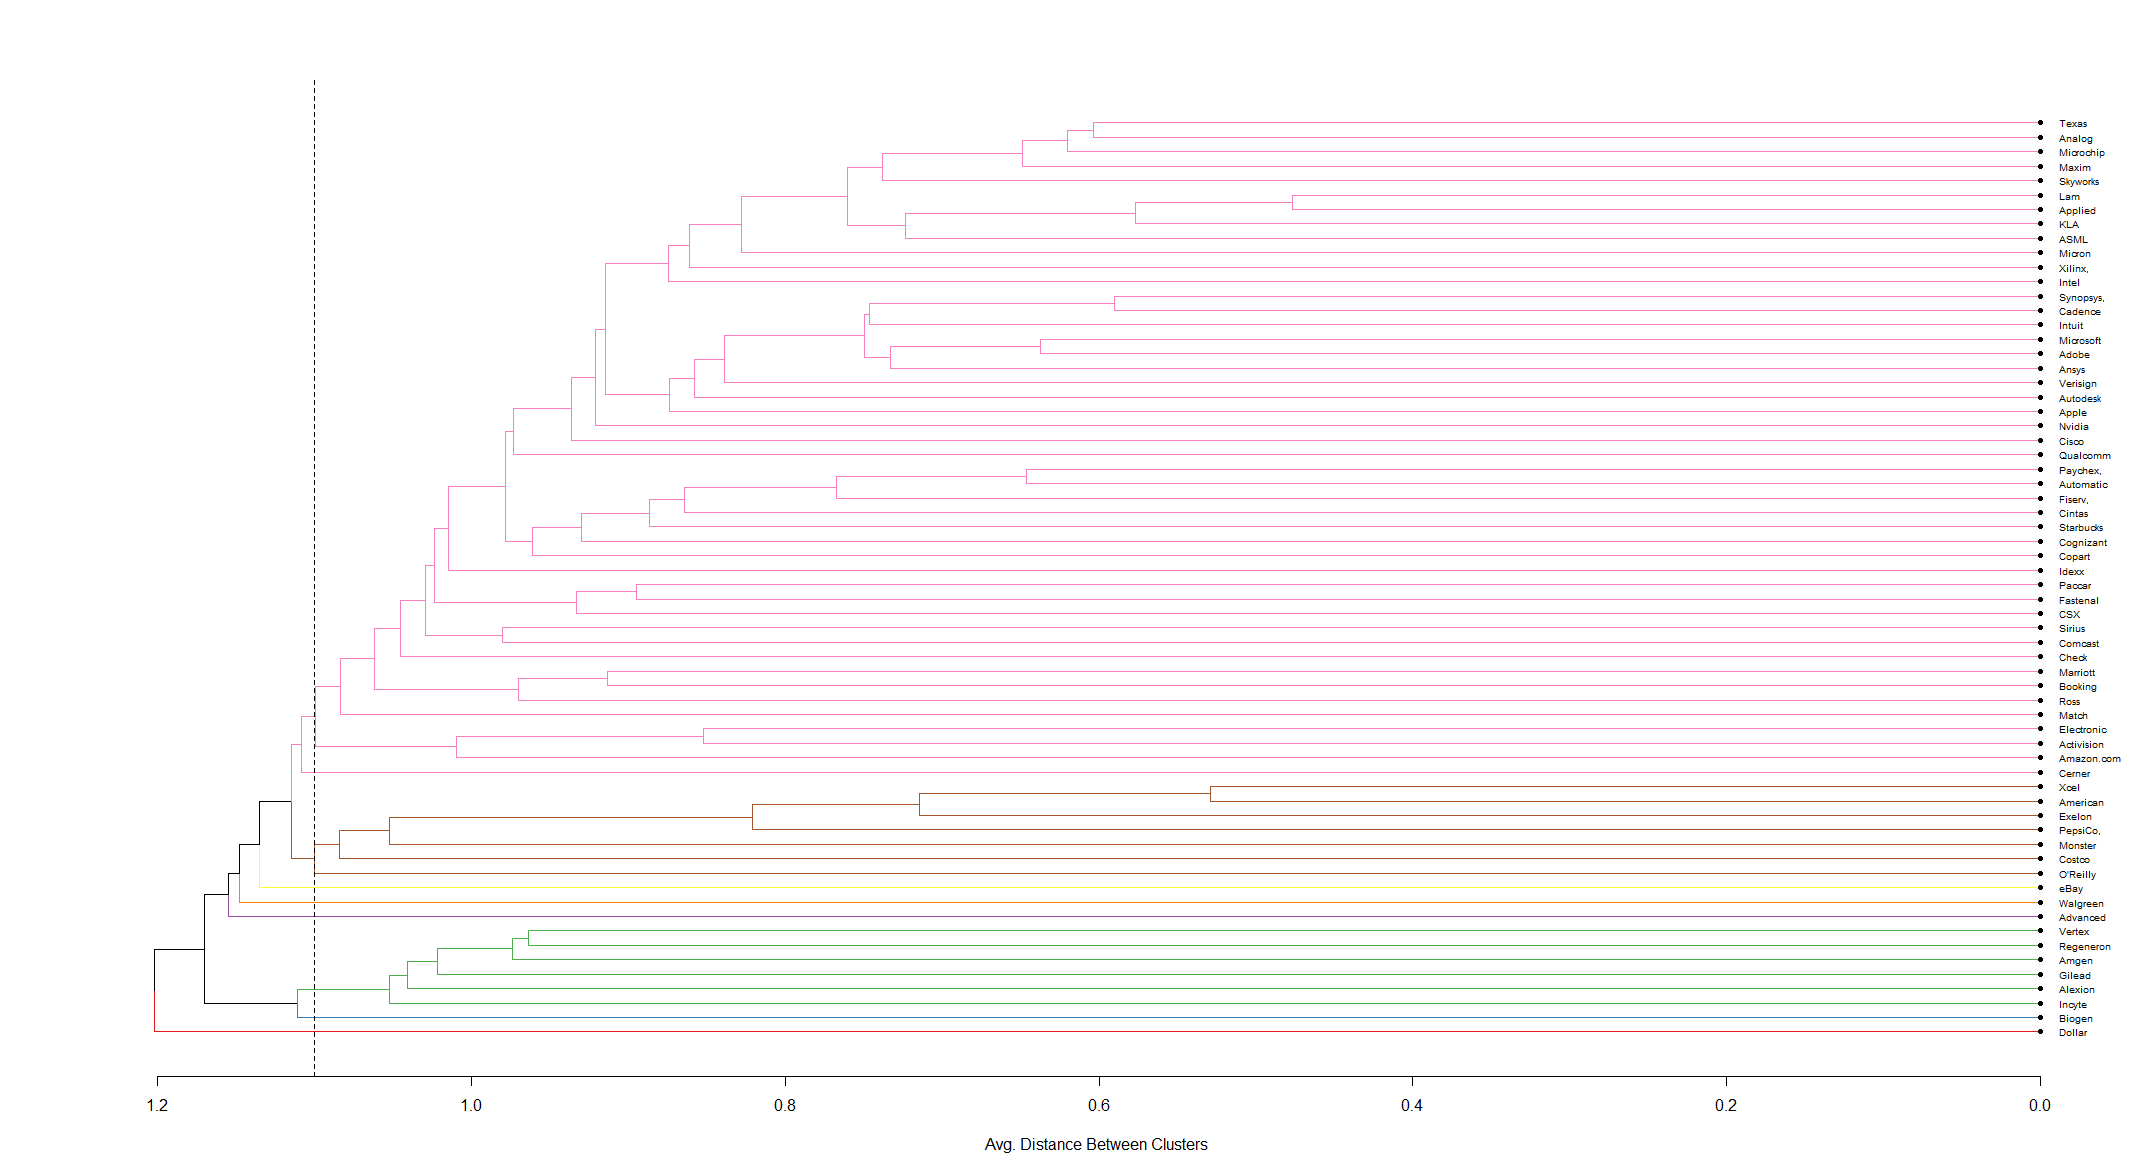 Texas
Analog
Microchip
Maxim
Skyworks
Lam
Applied
KLA
ASML
Micron
Xilinx,
Intel
Synopsys,
Cadence
Intuit
Microsoft
Adobe
Ansys
Verisign
Autodesk
Apple
Nvidia
Cisco
Qualcomm
Paychex,
Automatic
Fiserv,
Cintas
Starbucks
Cognizant
Copart
Idexx
Paccar
Fastenal
CSX
Sirius
Comcast
Check
Marriott
Booking
Ross
Match
Electronic
Activision
Amazon.com
Cerner
Xcel
American
Exelon
PepsiCo,
Monster
Costco
O'Reilly
eBay
Walgreen
Advanced
Vertex
Regeneron
Amgen
Gilead
Alexion
Incyte
Biogen
Dollar
1.2 1.0 0.8 0.6 0.4 0.2 0.0
Avg. Distance Between Clusters